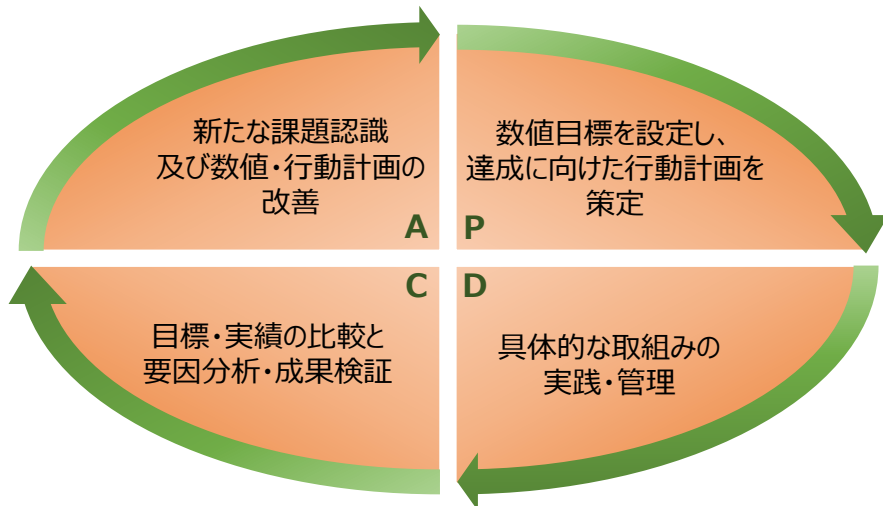 新たな課題認識
及び数値・行動計画の
改善
A
数値目標を設定し、
達成に向けた行動計画を
策定
P
C
目標・実績の比較と
要因分析・成果検証
D
具体的な取組みの
実践・管理